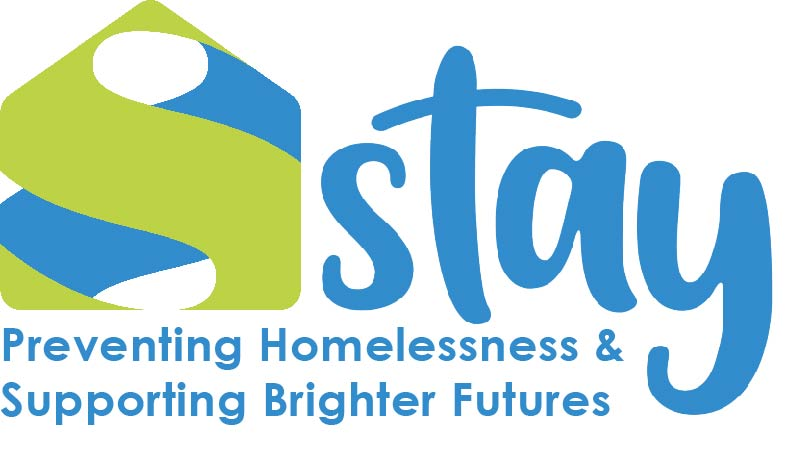 stay
Preventing Homelessness &
Supporting Brighter Futures